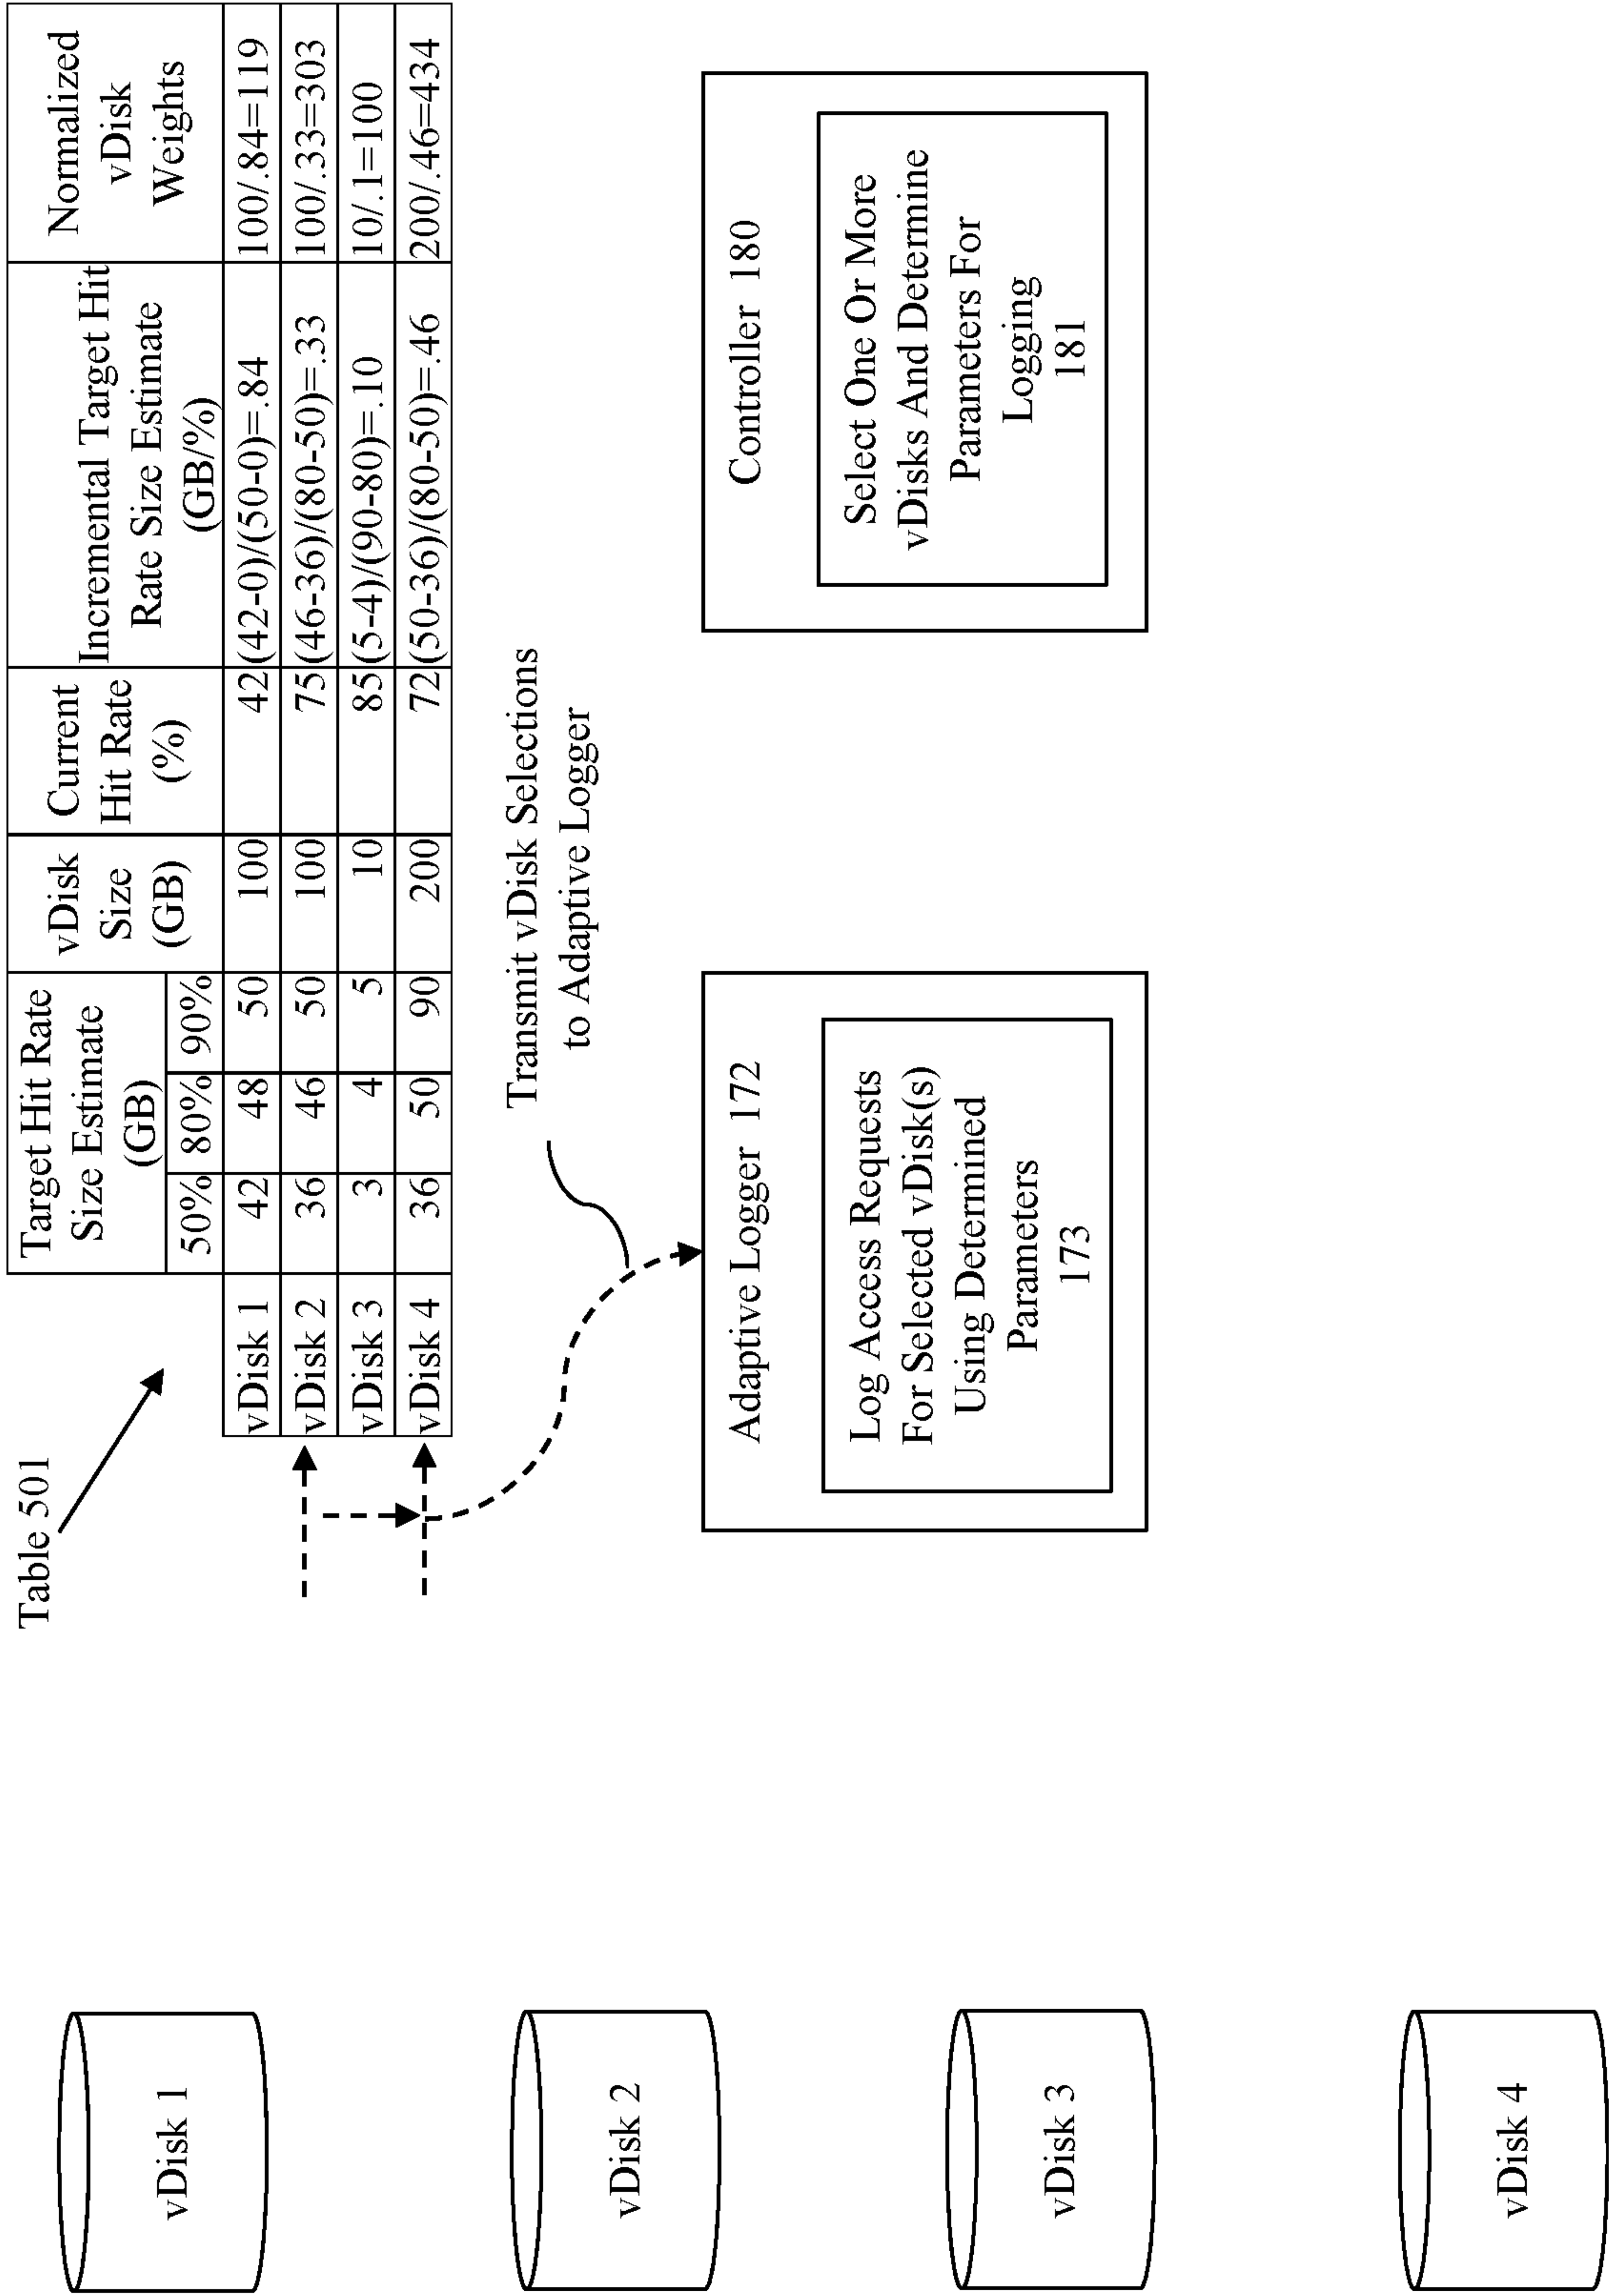 Table 501
Target Hit Rate
Size Estimate
(GB)
vDisk
Size
(GB)
Current
Hit Rate
(%)
Incremental Target Hit
Rate Size Estimate
(GB/%)
Normalized
vDisk
Weights
50% 80% 90%
vDisk 1 42 48 50 100 42 (42-0)/(50-0)=.84 100/.84=119
vDisk 2 36 46 50 100 75 (46-36)/(80-50)=.33 100/.33=303
vDisk 3 3 4 5 10 85 (5-4)/(90-80)=.10 10/.1=100
vDisk 4 36 50 90 200 72 (50-36)/(80-50)=.46 200/.46=434
Transmit vDisk Selections
to Adaptive Logger
Adaptive Logger 172
Log Access Requests
For Selected vDisk(s)
Using Determined
Parameters
173
Controller 180
Select One Or More
vDisks And Determine
Parameters For
Logging
181
vDisk 1
vDisk 2
vDisk 3
vDisk 4